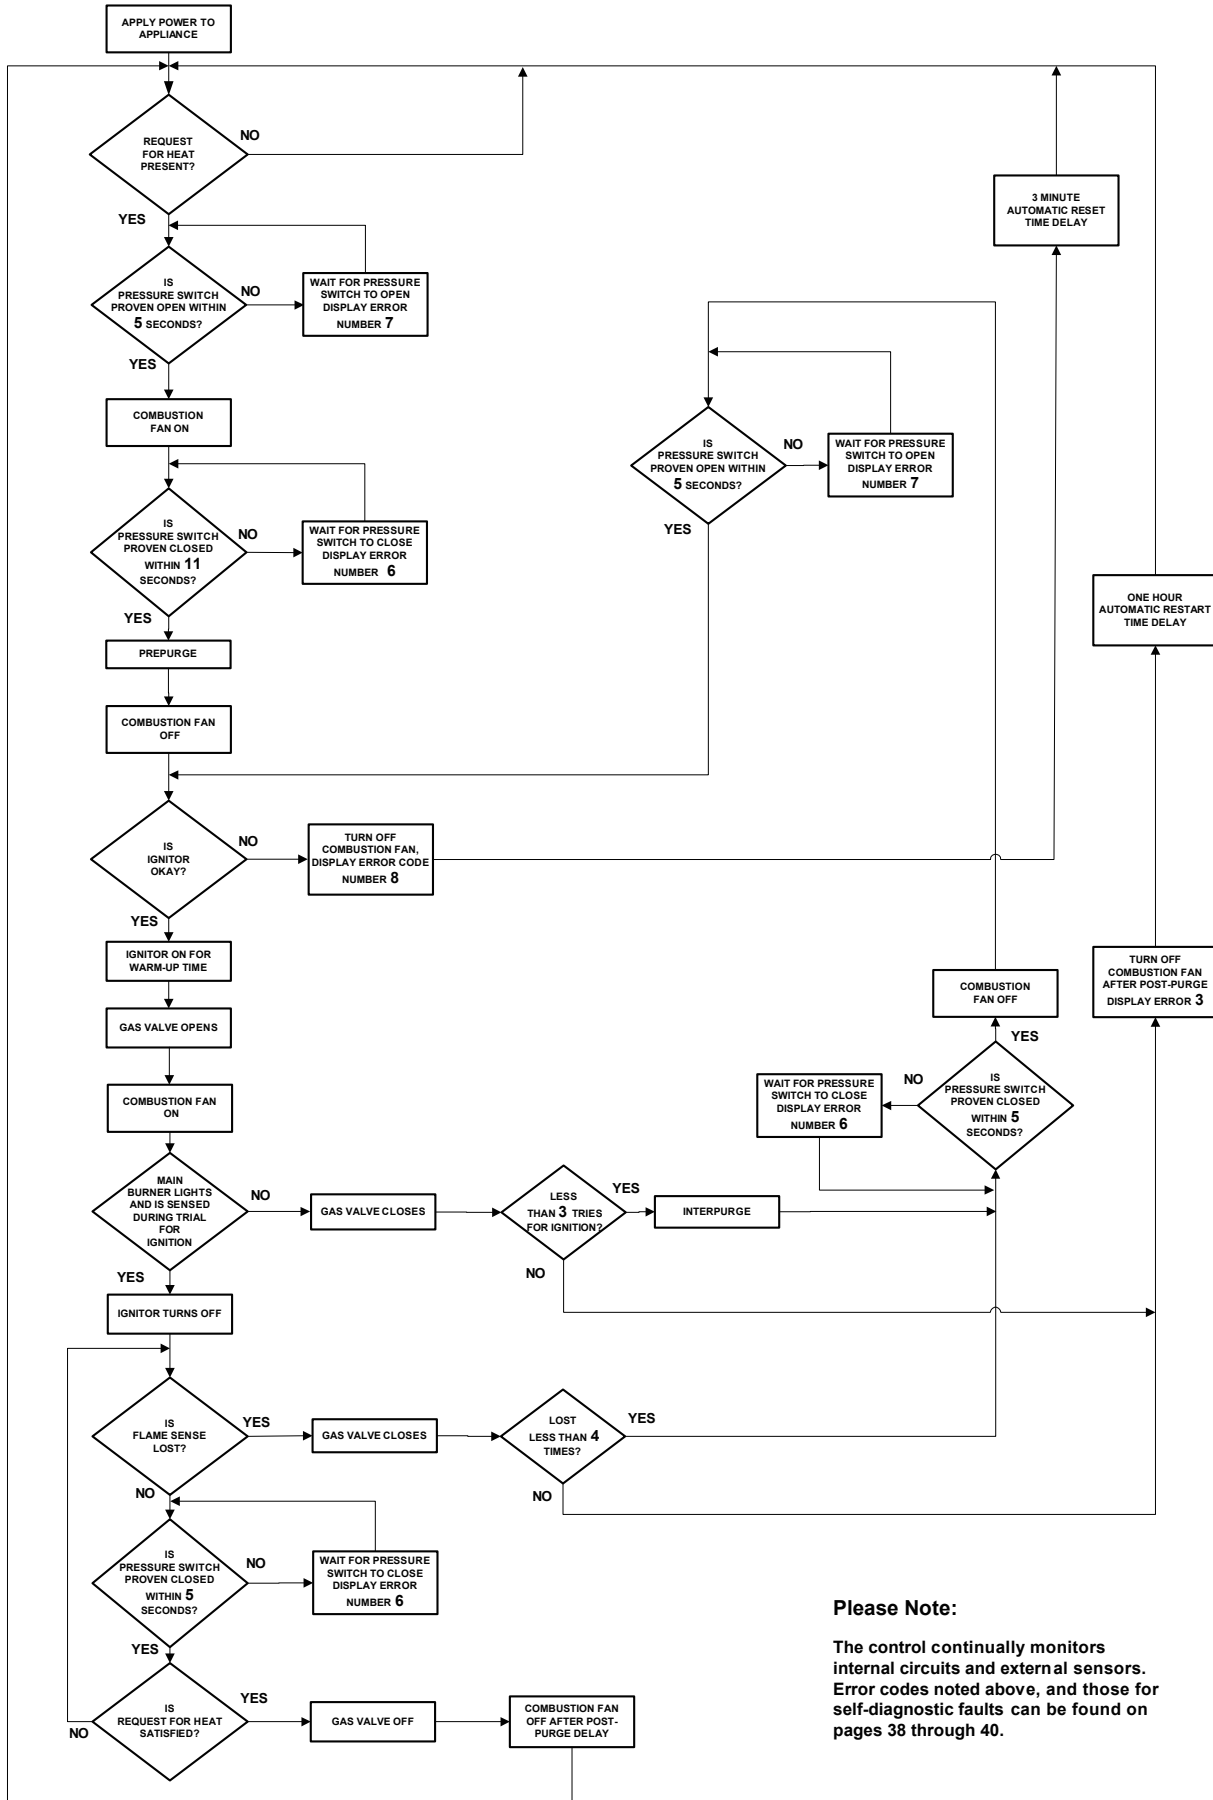 APPLY POWER TO
APPLIANCE
REQUEST
FOR HEAT
PRESENT?
NO
YES
3 MINUTE
AUTOMATIC RESET
TIME DELAY
IS
PRESSURE SWITCH
PROVEN OPEN WITHIN
5 SECONDS?
NO
WAIT FOR PRESSURE
SWITCH TO OPEN
DISPLAY ERROR
NUMBER 7
YES
COMBUSTION
FAN ON
IS
PRESSURE SWITCH
PROVEN OPEN WITHIN
5 SECONDS?
NO
WAIT FOR PRESSURE
SWITCH TO OPEN
DISPLAY ERROR
NUMBER 7
YES
IS
PRESSURE SWITCH
PROVEN CLOSED
WITHIN 11
SECONDS?
NO
WAIT FOR PRESSURE
SWITCH TO CLOSE
DISPLAY ERROR
NUMBER 6
YES
ONE HOUR
AUTOMATIC RESTART
TIME DELAY
PREPURGE
COMBUSTION FAN
OFF
IS
IGNITOR
OKAY?
NO
TURN OFF
COMBUSTION FAN,
DISPLAY ERROR CODE
NUMBER 8
YES
IGNITOR ON FOR
WARM-UP TIME
GAS VALVE OPENS
COMBUSTION FAN
ON
COMBUSTION
FAN OFF
TURN OFF
COMBUSTION FAN
AFTER POST-PURGE
DISPLAY ERROR 3
YES
IS
PRESSURE SWITCH
PROVEN CLOSED
WITHIN 5
SECONDS?
NO
WAIT FOR PRESSURE
SWITCH TO CLOSE
DISPLAY ERROR
NUMBER 6
MAIN
BURNER LIGHTS
AND IS SENSED
DURING TRIAL
FOR
IGNITION
NO
GAS VALVE CLOSES
LESS
THAN 3 TRIES
FOR IGNITION?
YES
INTERPURGE
NO
YES
IGNITOR TURNS OFF
IS
FLAME SENSE
LOST?
YES
GAS VALVE CLOSES
LOST
LESS THAN 4
TIMES?
YES
NO
NO
IS
PRESSURE SWITCH
PROVEN CLOSED
WITHIN 5
SECONDS?
NO
WAIT FOR PRESSURE
SWITCH TO CLOSE
DISPLAY ERROR
NUMBER 6
YES
IS
REQUEST FOR HEAT
SATISFIED?
NO
YES
GAS VALVE OFF
COMBUSTION FAN
OFF AFTER POST-
PURGE DELAY
Please Note:
The control continually monitors
internal circuits and external sensors.
Error codes noted above, and those for
self-diagnostic faults can be found on
pages 38 through 40.